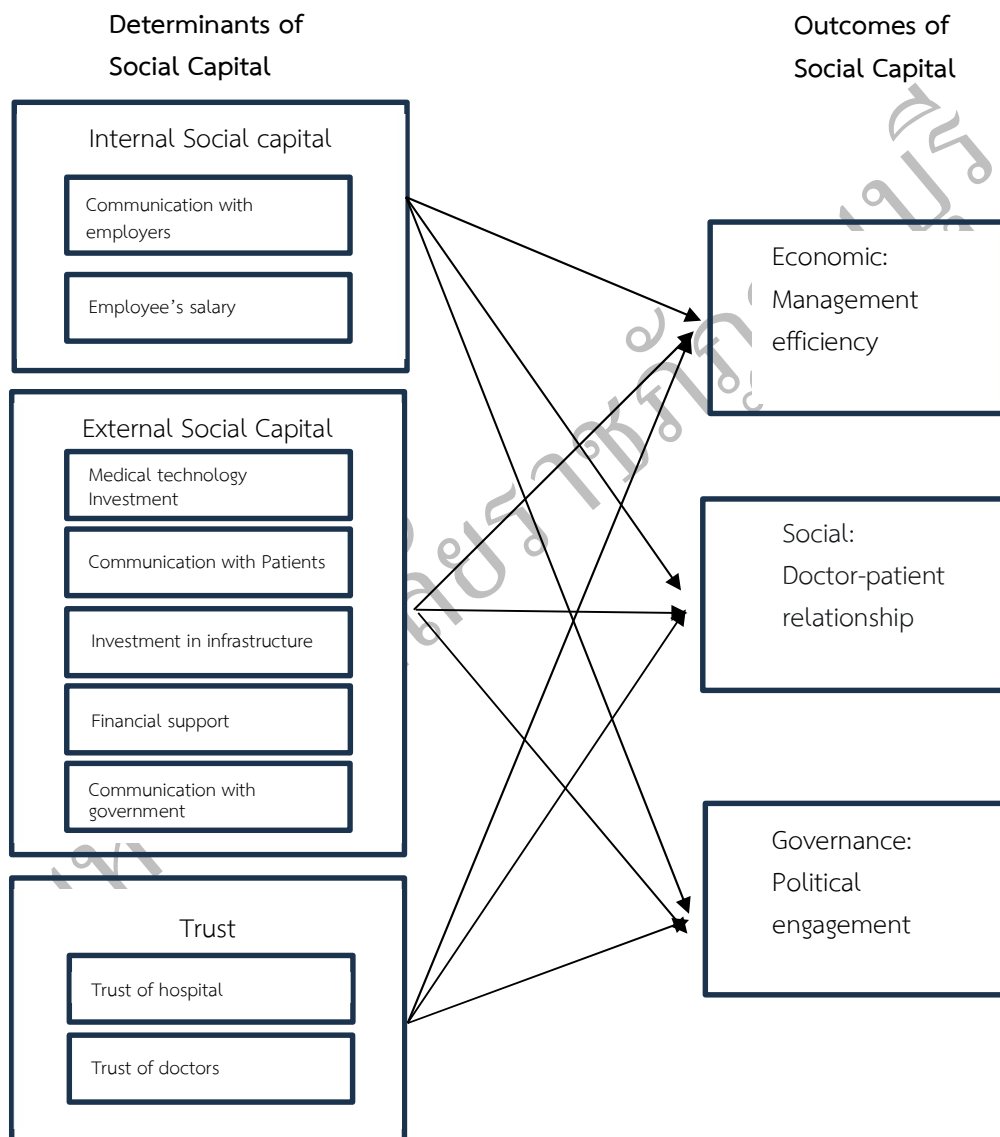 Determinants of
Social Capital
Outcomes of
Social Capital
Internal Social capital
Communication with
employers
Employee's salary
External Social Capital
Medical technology
Investment
Communication with Patients
Investment in infrastructure
Financial support
Communication with
government
Trust
Trust of hospital
Trust of doctors
Economic:
Management
efficiency
Social:
Doctor-patient
relationship
Governance:
Political
engagement